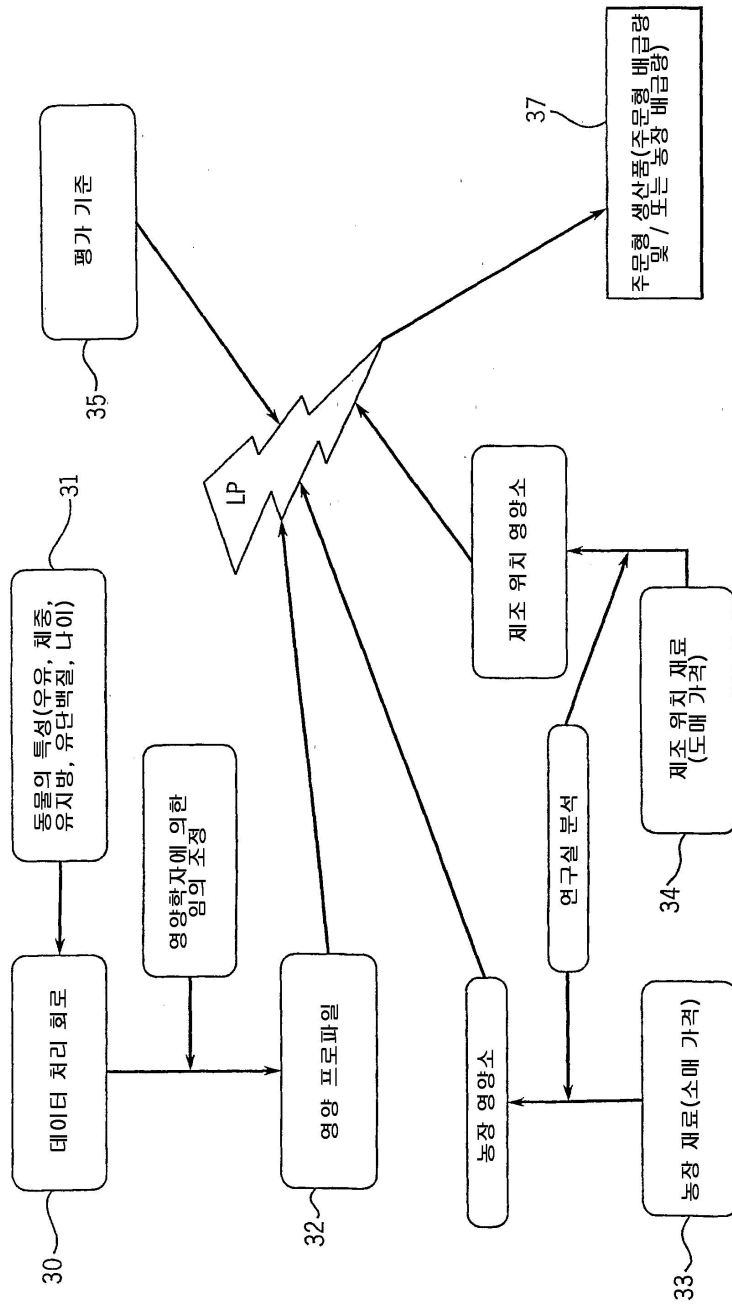 데이터 처리 회로
30
동물의 특성(우유, 체중,
유지방, 유단백질, 나이)
31
영양학자에 의한
임의 조정
영양 프로파일
32
평가 기준
35
LP
농장 영양소
농장 재료(소매 가격)
33
연구실 분석
제조 위치 영양소
제조 위치 재료
(도매 가격)
34
주문형 생산품(주문형 배급량
및 / 또는 농장 배급량)
37